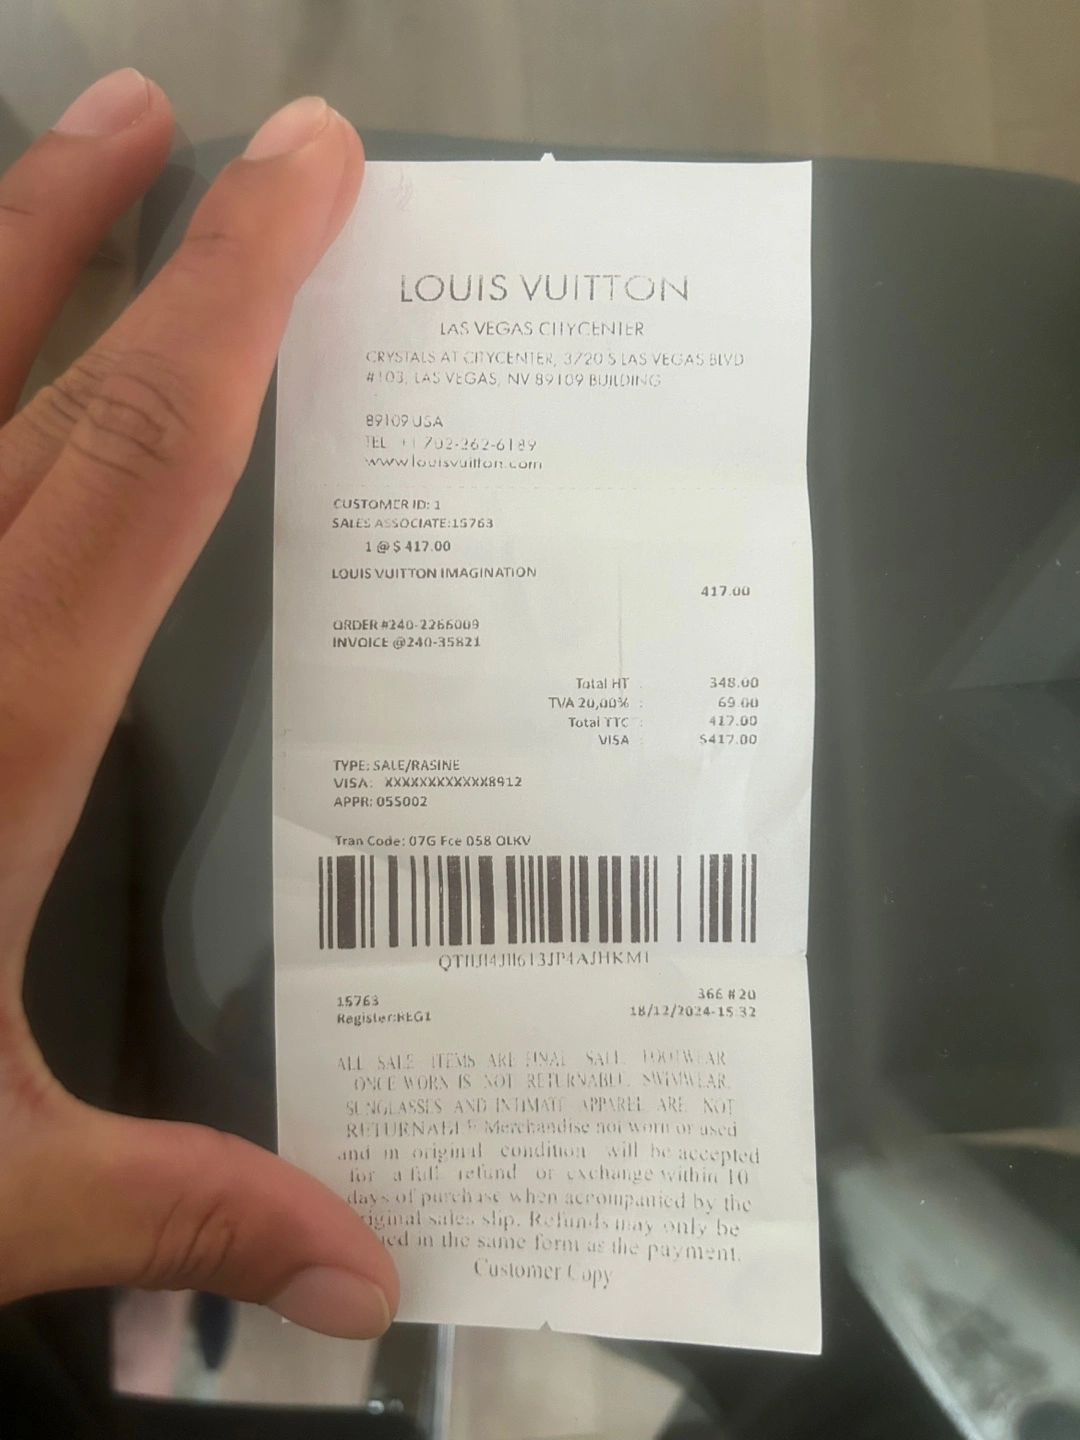 LOUIS VUITTON
LAS VEGAS CITYCENTER
CRYSTALS AT CITYCENTER, 3720 S LAS VEGAS BLVD
#103, LAS VEGAS, NV 89109 BUILDING
89109 USA
TEL +1 702-262-6189
www.louisvuitton.com
CUSTOMER ID: 1
SALES ASSOCIATE:15763
1 @ $ 417.00
LOUIS VUITTON IMAGINATION
417.00
ORDER #240-2266009
INVOICE @240-35821
Total HT : 348.00
TVA 20,00% : 69.00
Total TTC : 417.00
VISA : $417.00
TYPE: SALE/RASINE
VISA: XXXXXXXXXXXX8912
APPR: 055002
Tran Code: 07G Fce 058 OLKV
15763 366 #20
Register:REG1 18/12/2024-15:32
ALL SALE ITEMS ARE FINAL SALE. FOOTWEAR
ONCE WORN IS NOT RETURNABLE. SWIMWEAR,
SUNGLASSES AND INTIMATE APPAREL ARE NOT
RETURNABLE Merchandise not worn or used
and in original condition will be accepted
for a full refund or exchange within 10
days of purchase when accompanied by the
riginal sales slip. Refunds may only be
ued in the same form as the payment.
Customer Copy